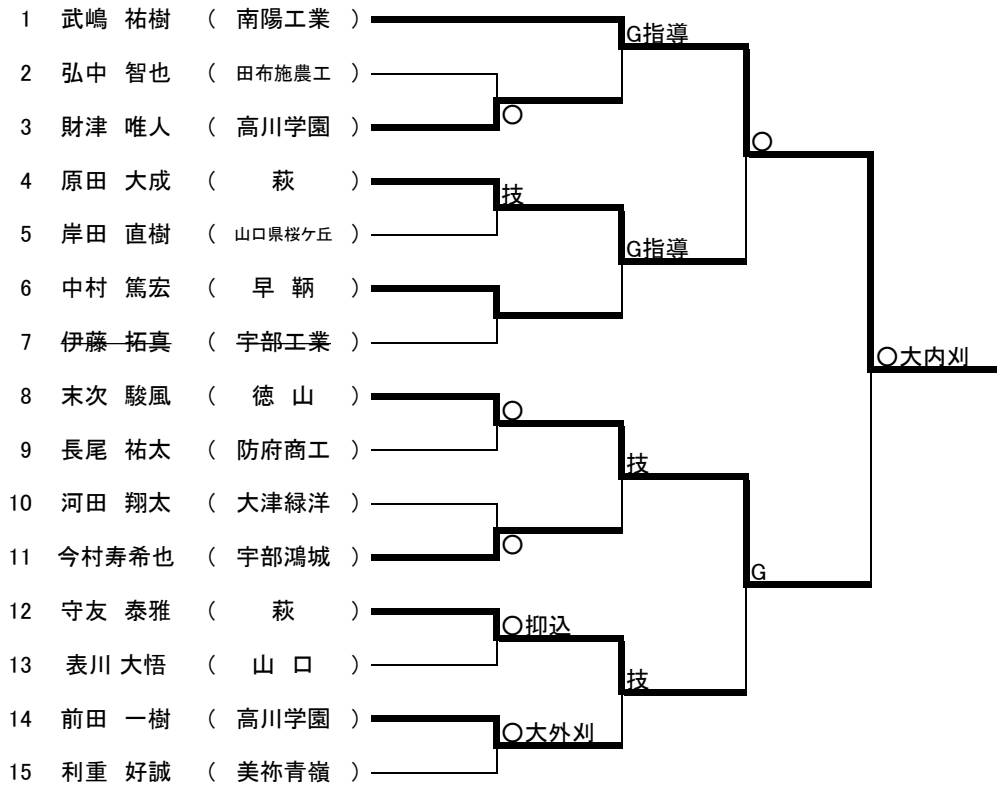 1 武嶋 祐樹 ( 南陽工業 )
G指導
2 弘中 智也 ( 田布施農工 )
○
3 財津 唯人 ( 高川学園 )
○
4 原田 大成 ( 萩 )
技
5 岸田 直樹 ( 山口県桜ケ丘 )
G指導
6 中村 篤宏 ( 早 鞆 )
7 伊藤 拓真 ( 宇部工業 )
○大内刈
8 末次 駿風 ( 徳 山 )
○
9 長尾 祐太 ( 防府商工 )
技
10 河田 翔太 ( 大津緑洋 )
○
11 今村寿希也 ( 宇部鴻城 )
G
12 守友 泰雅 ( 萩 )
○抑込
13 表川 大悟 ( 山 口 )
技
14 前田 一樹 ( 高川学園 )
○大外刈
15 利重 好誠 ( 美祢青嶺 )